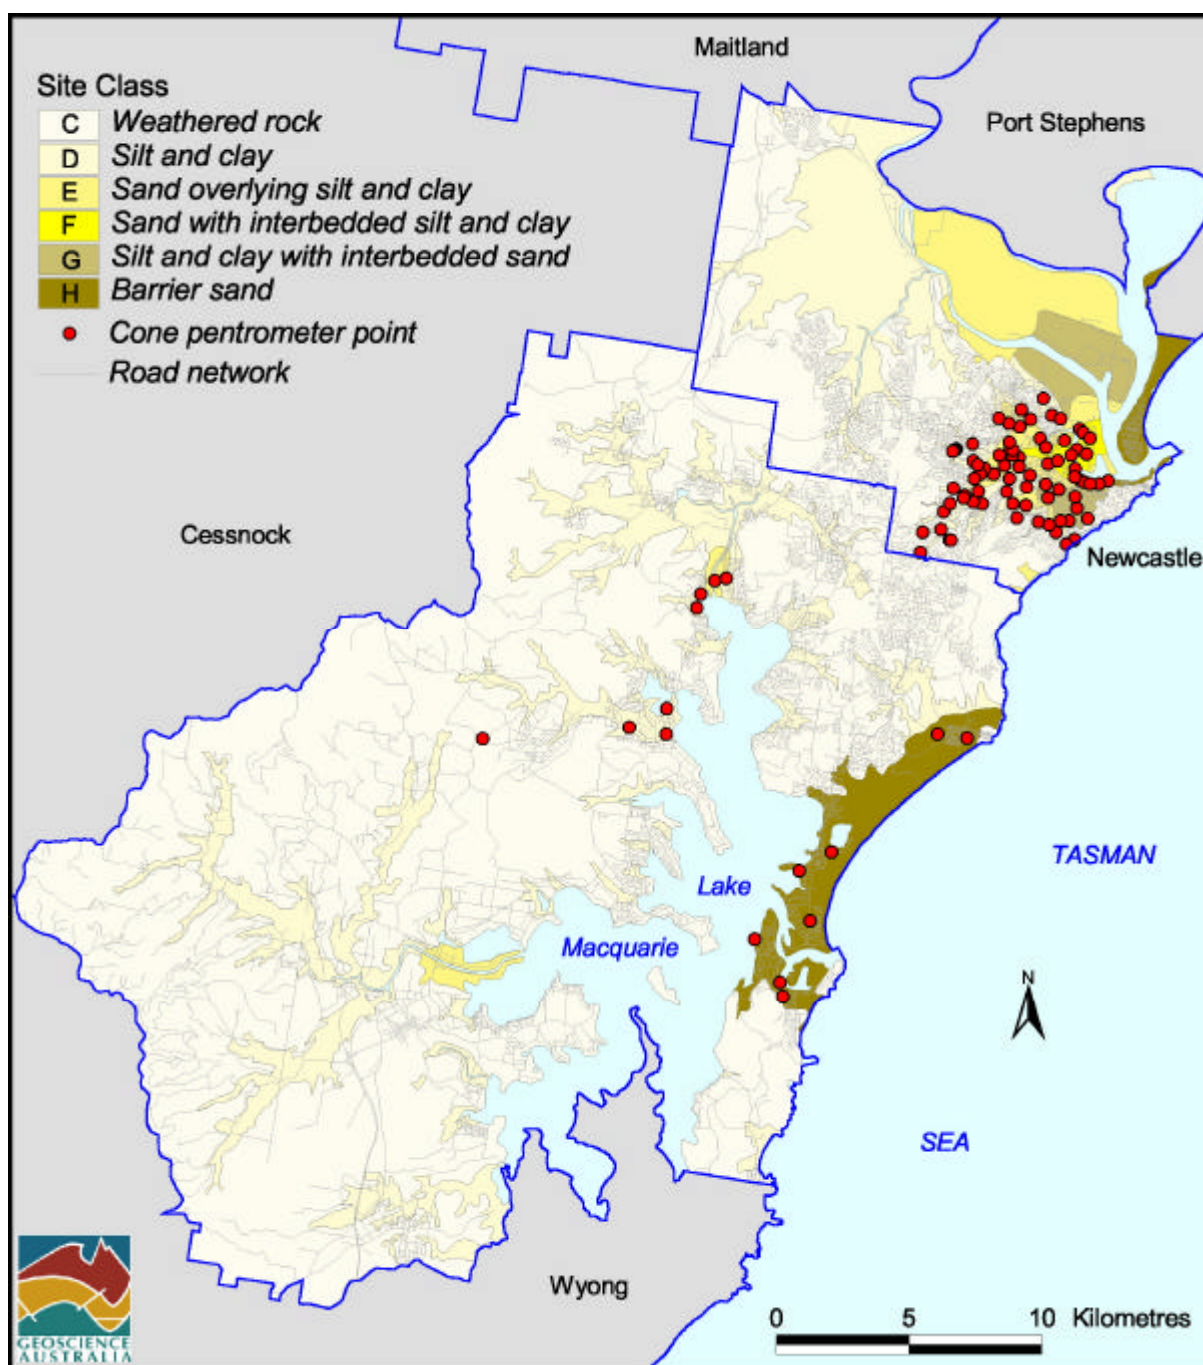 Maitland
Site Class
C Weathered rock
Port Stephens
D Silt and clay
E Sand overlying silt and clay
F Sand with interbedded silt and clay
G Silt and clay with interbedded sand
H Barrier sand
Cone pentrometer point
Road network
Cessnock
Newcastle
TASMAN
Lake
Macquarie
N
SEA
Wyong
0 5 10 Kilometres
GEOSCIENCE
AUSTRALIA